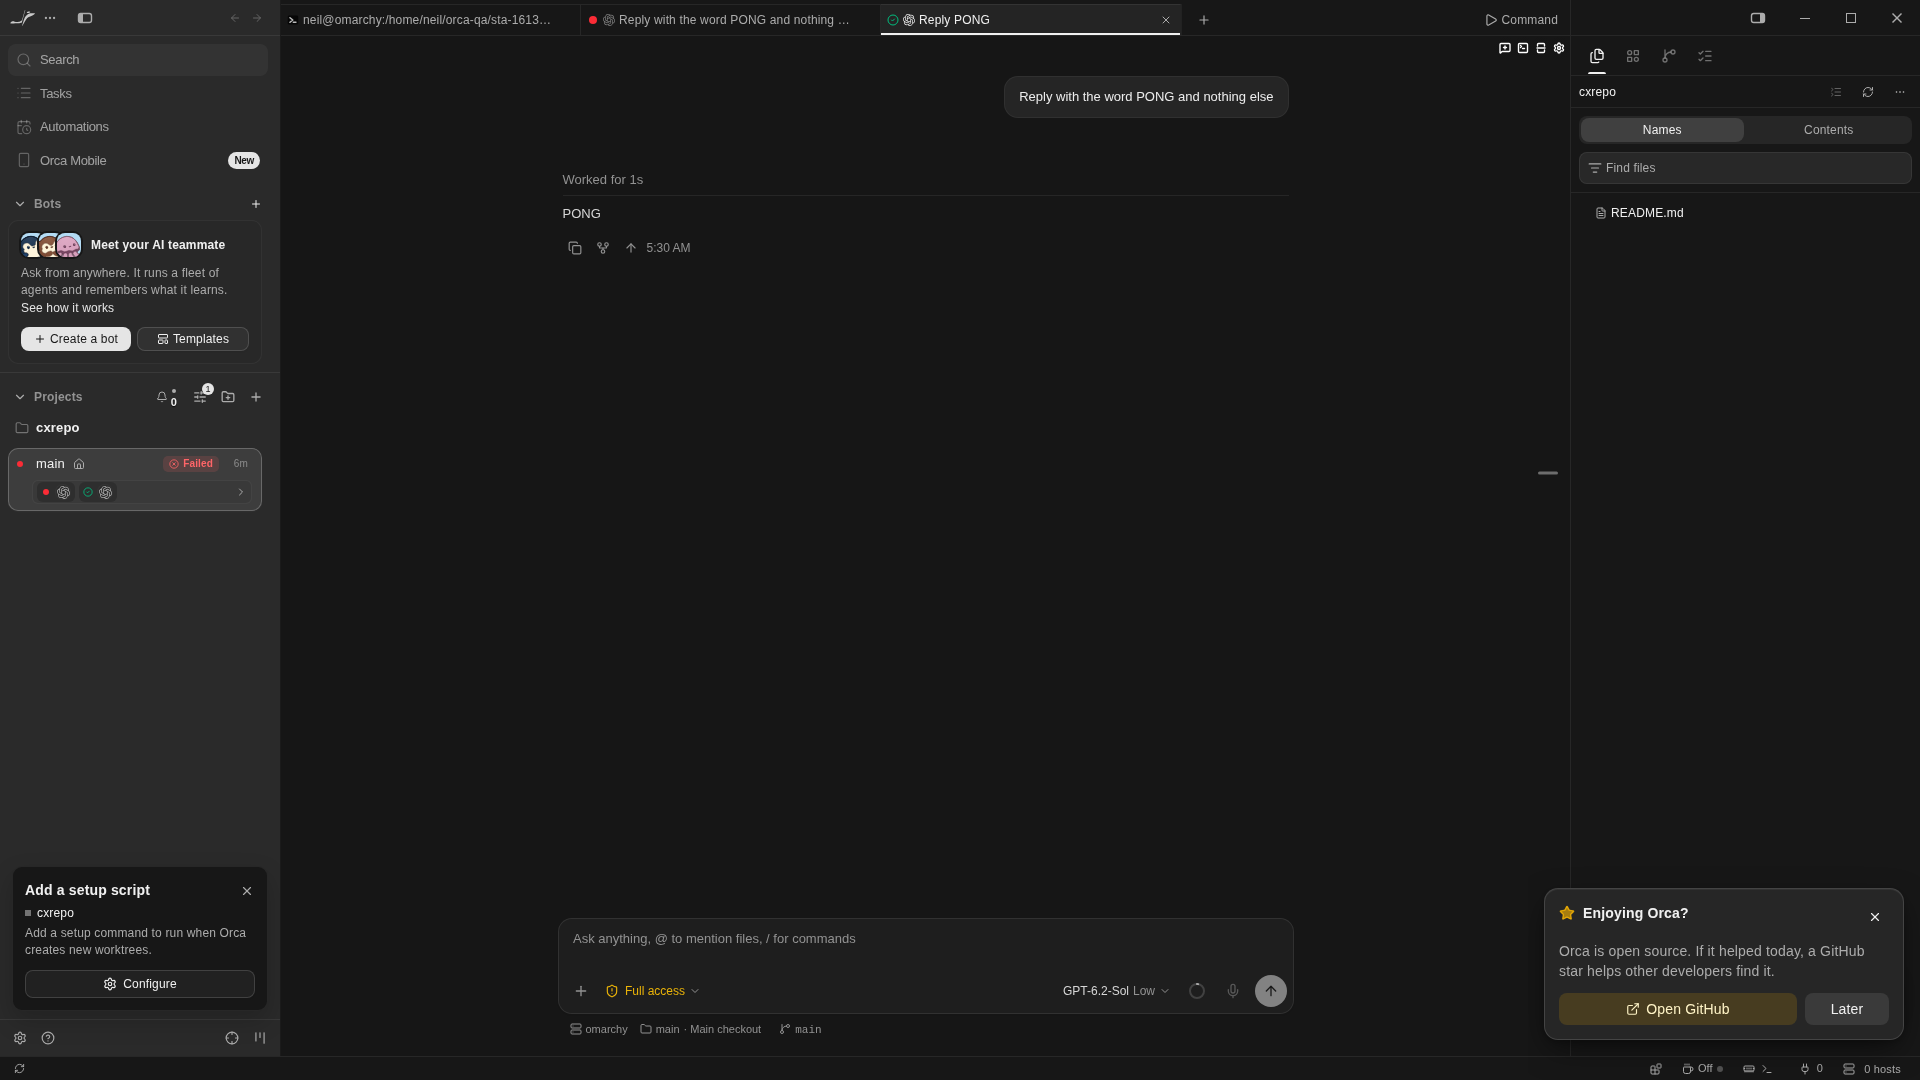 neil@omarchy:/home/neil/orca-qa/sta-1613...
Reply with the word PONG and nothing ...
Reply PONG
Command
Search
Tasks
Automations
Orca Mobile
New
Bots
Meet your AI teammate
Ask from anywhere. It runs a fleet of
agents and remembers what it learns.
See how it works
Create a bot
Templates
Projects
0
1
cxrepo
main
Failed
6m
Add a setup script
cxrepo
Add a setup command to run when Orca
creates new worktrees.
Configure
Reply with the word PONG and nothing else
Worked for 1s
PONG
5:30 AM
Ask anything, @ to mention files, / for commands
Full access
GPT-6.2-Sol Low
omarchy
main · Main checkout
main
cxrepo
Names
Contents
Find files
README.md
Enjoying Orca?
Orca is open source. If it helped today, a GitHub
star helps other developers find it.
Open GitHub
Later
Off
0
0 hosts